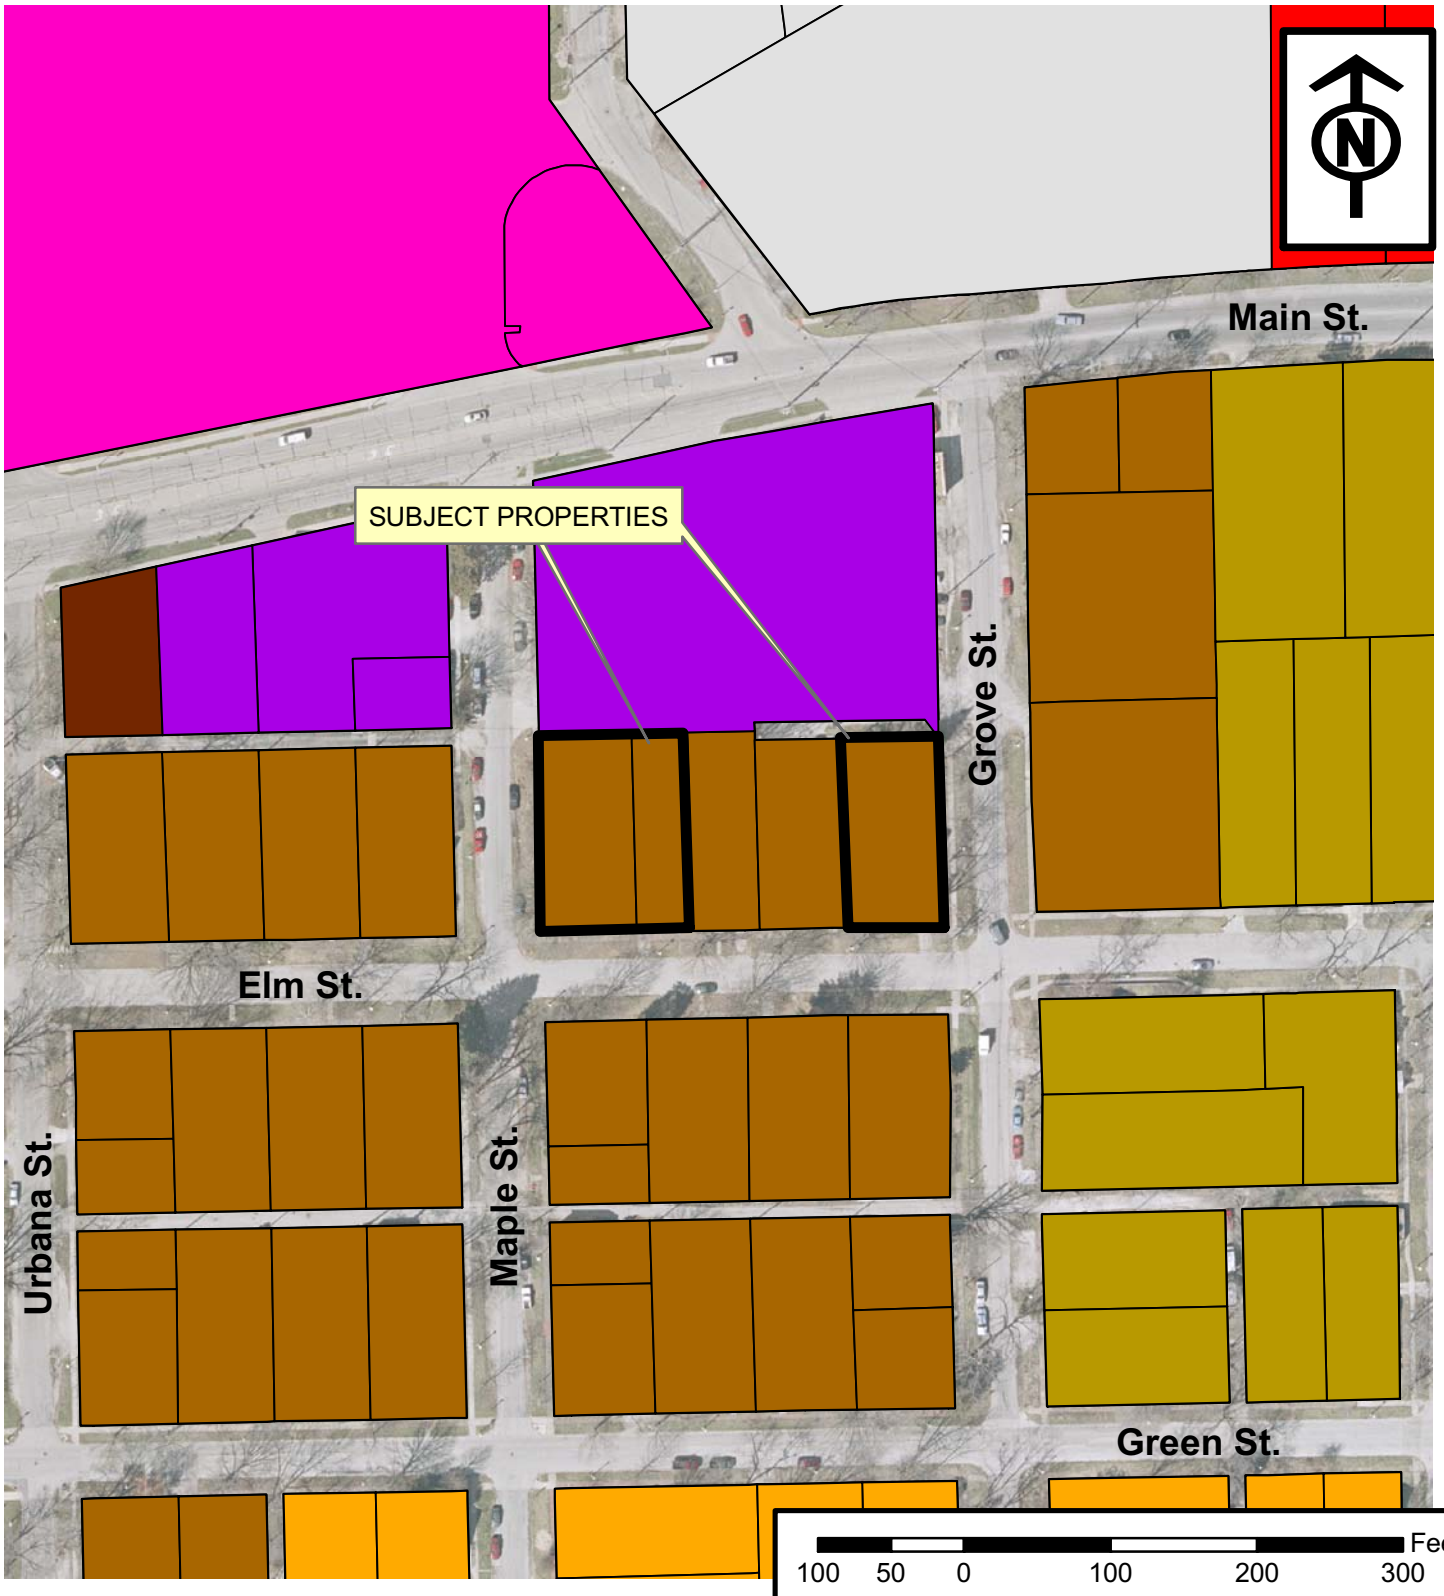 N
Main St.
SUBJECT PROPERTIES
Grove St.
Elm St.
Urbana St.
Maple St.
Green St.
Fee
100 50 0 100 200 300